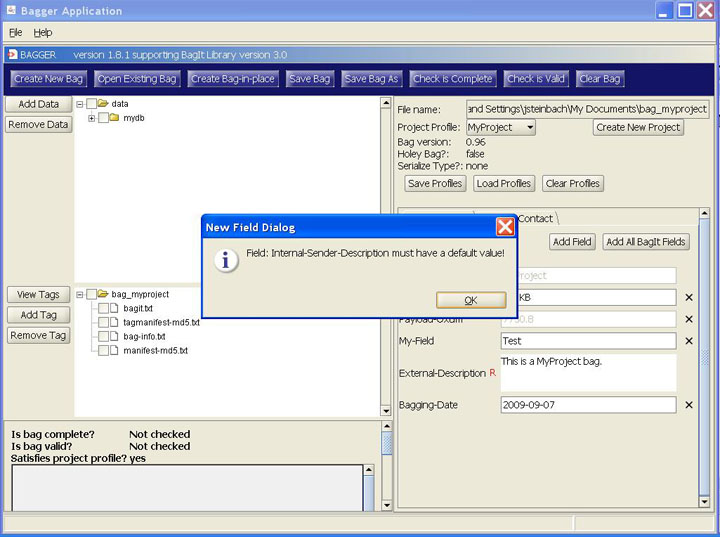 Bagger Application
File Help
BAGGER version 1.8.1 supporting BagIt Library version 3.0
Create New Bag Open Existing Bag Create Bag-in-place Save Bag Save Bag As Check is Complete Check is Valid Clear Bag
Add Data
Remove Data
data
mydb
File name: and Settings\jsteinbach\My Documents\bag_myproject
Project Profile: MyProject Create New Project
Bag version: 0.96
Holey Bag?: false
Serialize Type?: none
Save Profiles Load Profiles Clear Profiles
Contact
Add Field Add All BagIt Fields
New Field Dialog
Field: Internal-Sender-Description must have a default value!
OK
View Tags
Add Tag
Remove Tag
bag_myproject
bagit.txt
tagmanifest-md5.txt
bag-info.txt
manifest-md5.txt
KB
Payload-Oxum
My-Field Test
External-Description R This is a MyProject bag.
Bagging-Date 2009-09-07
Is bag complete? Not checked
Is bag valid? Not checked
Satisfies project profile? yes